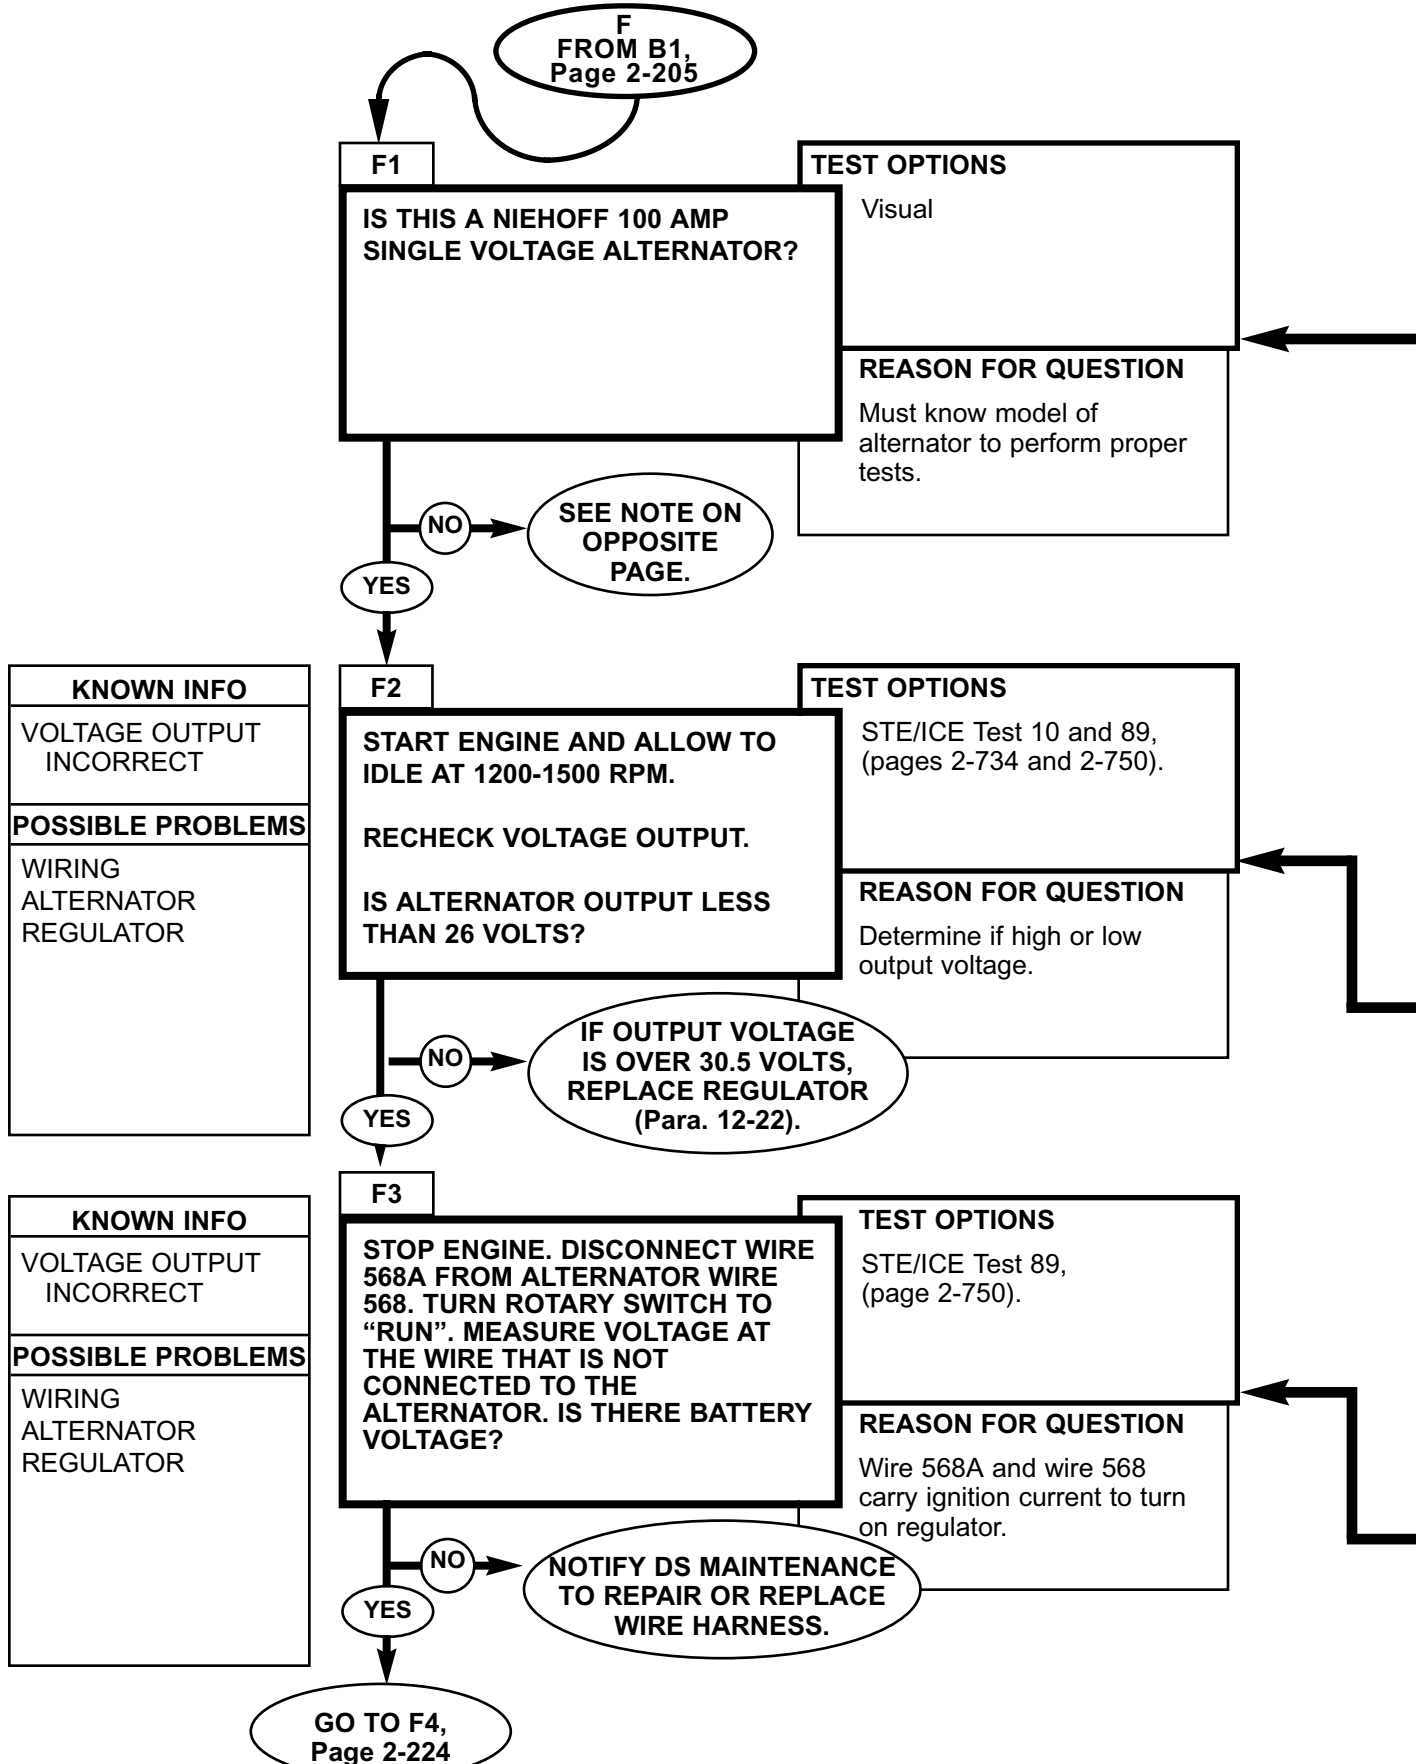 F
FROM B1,
Page 2-205
F1
IS THIS A NIEHOFF 100 AMP
SINGLE VOLTAGE ALTERNATOR?
TEST OPTIONS
Visual
REASON FOR QUESTION
Must know model of
alternator to perform proper
tests.
NO
SEE NOTE ON
OPPOSITE
PAGE.
YES
KNOWN INFO
VOLTAGE OUTPUT
INCORRECT
POSSIBLE PROBLEMS
WIRING
ALTERNATOR
REGULATOR
F2
START ENGINE AND ALLOW TO
IDLE AT 1200-1500 RPM.
RECHECK VOLTAGE OUTPUT.
IS ALTERNATOR OUTPUT LESS
THAN 26 VOLTS?
TEST OPTIONS
STE/ICE Test 10 and 89,
(pages 2-734 and 2-750).
REASON FOR QUESTION
Determine if high or low
output voltage.
NO
IF OUTPUT VOLTAGE
IS OVER 30.5 VOLTS,
REPLACE REGULATOR
(Para. 12-22).
YES
KNOWN INFO
VOLTAGE OUTPUT
INCORRECT
POSSIBLE PROBLEMS
WIRING
ALTERNATOR
REGULATOR
F3
STOP ENGINE. DISCONNECT WIRE
568A FROM ALTERNATOR WIRE
568. TURN ROTARY SWITCH TO
“RUN”. MEASURE VOLTAGE AT
THE WIRE THAT IS NOT
CONNECTED TO THE
ALTERNATOR. IS THERE BATTERY
VOLTAGE?
TEST OPTIONS
STE/ICE Test 89,
(page 2-750).
REASON FOR QUESTION
Wire 568A and wire 568
carry ignition current to turn
on regulator.
NO
NOTIFY DS MAINTENANCE
TO REPAIR OR REPLACE
WIRE HARNESS.
YES
GO TO F4,
Page 2-224